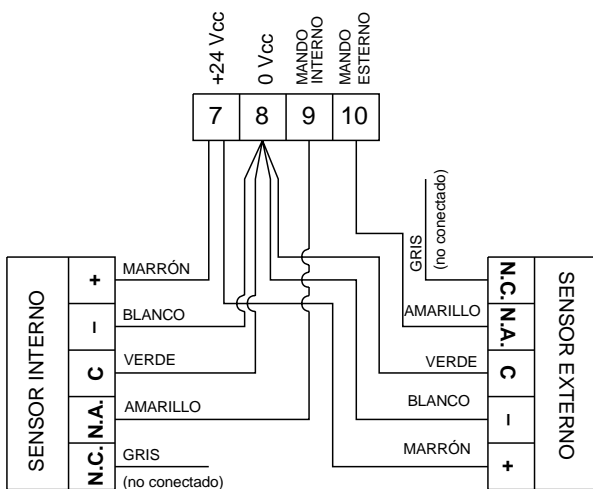 +24 Vcc
0 Vcc
MANDO
INTERNO
MANDO
ESTERNO
7
8
9
10
SENSOR INTERNO
+
MARRÓN
–
BLANCO
C
VERDE
N.A.
AMARILLO
N.C.
GRIS
(no conectado)
GRIS
(no conectado)
N.C.
AMARILLO
N.A.
VERDE
C
BLANCO
–
MARRÓN
+
SENSOR EXTERNO